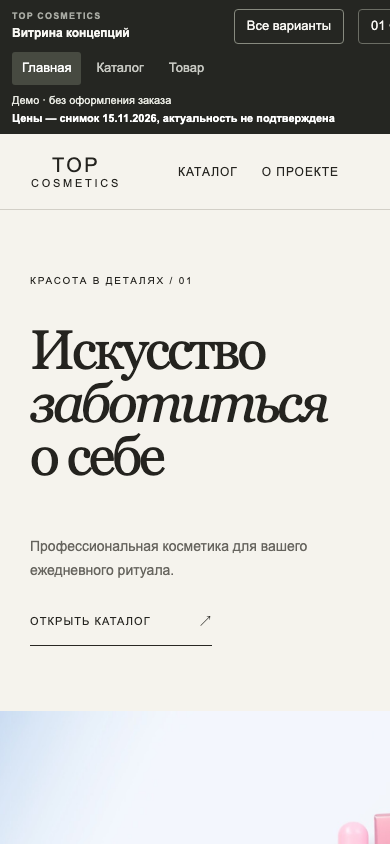 TOP COSMETICS
Витрина концепций
Все варианты
01
Главная
Каталог
Товар
Демо · без оформления заказа
Цены — снимок 15.11.2026, актуальность не подтверждена
TOP
COSMETICS
КАТАЛОГ
О ПРОЕКТЕ
КРАСОТА В ДЕТАЛЯХ / 01
Искусство
заботиться
о себе
Профессиональная косметика для вашего
ежедневного ритуала.
ОТКРЫТЬ КАТАЛОГ ↗